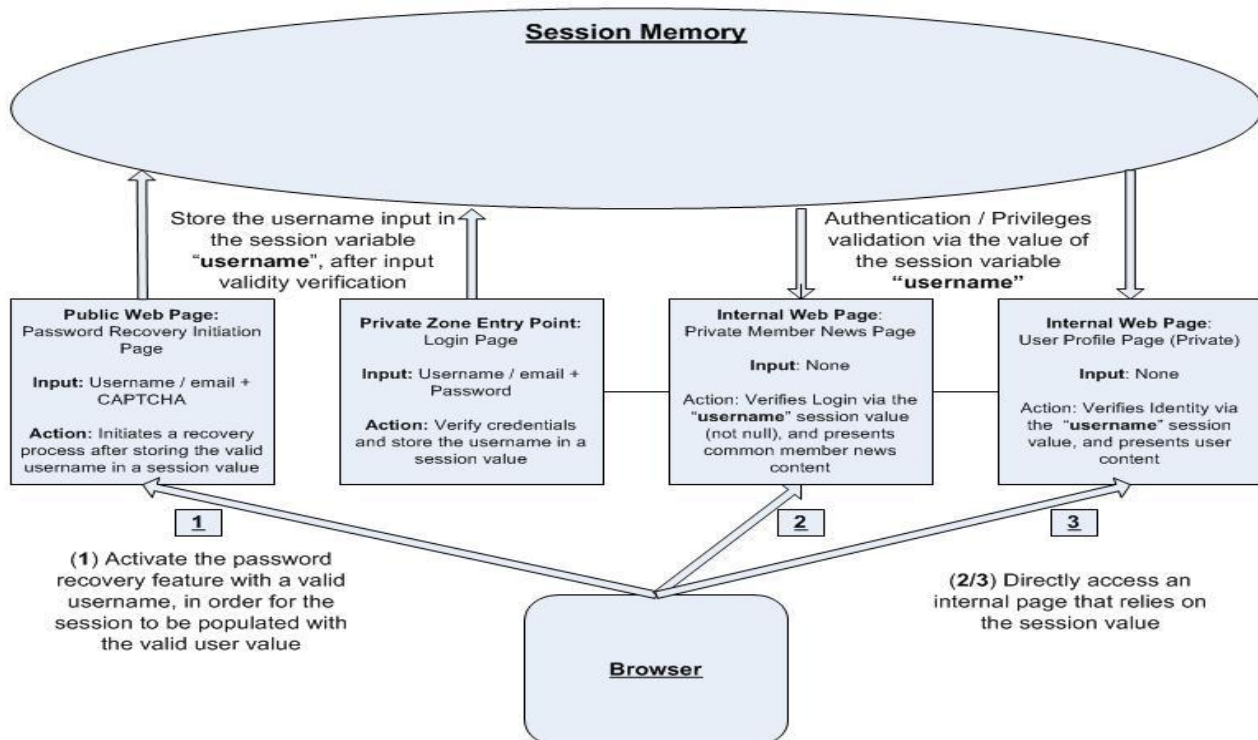 Session Memory
Store the username input in
the session variable
“username”, after input
validity verification
Authentication / Privileges
validation via the value of
the session variable
“username”
Public Web Page:
Password Recovery Initiation
Page
Input: Username / email +
CAPTCHA
Action: Initiates a recovery
process after storing the valid
username in a session value
Private Zone Entry Point:
Login Page
Input: Username / email +
Password
Action: Verify credentials
and store the username in a
session value
Internal Web Page:
Private Member News Page
Input: None
Action: Verifies Login via the
“username” session value
(not null), and presents
common member news
content
Internal Web Page:
User Profile Page (Private)
Input: None
Action: Verifies Identity via
the “username” session
value, and presents user
content
1
2
3
(1) Activate the password
recovery feature with a valid
username, in order for the
session to be populated with
the valid user value
(2/3) Directly access an
internal page that relies on
the session value
Browser